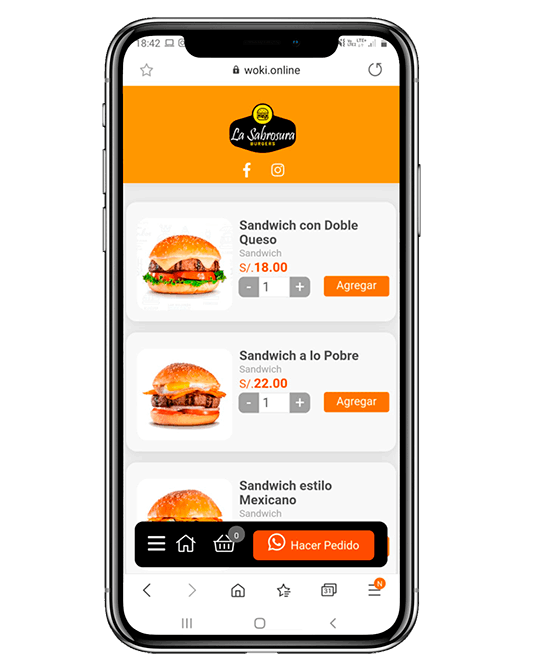 18:42
LTE+
woki.online
La Sabrosura
BURGERS
Sandwich con Doble
Queso
Sandwich
S/.18.00
- 1 +
Agregar
Sandwich a lo Pobre
Sandwich
S/.22.00
- 1 +
Agregar
Sandwich estilo
Mexicano
Sandwich
0
Hacer Pedido
31
N